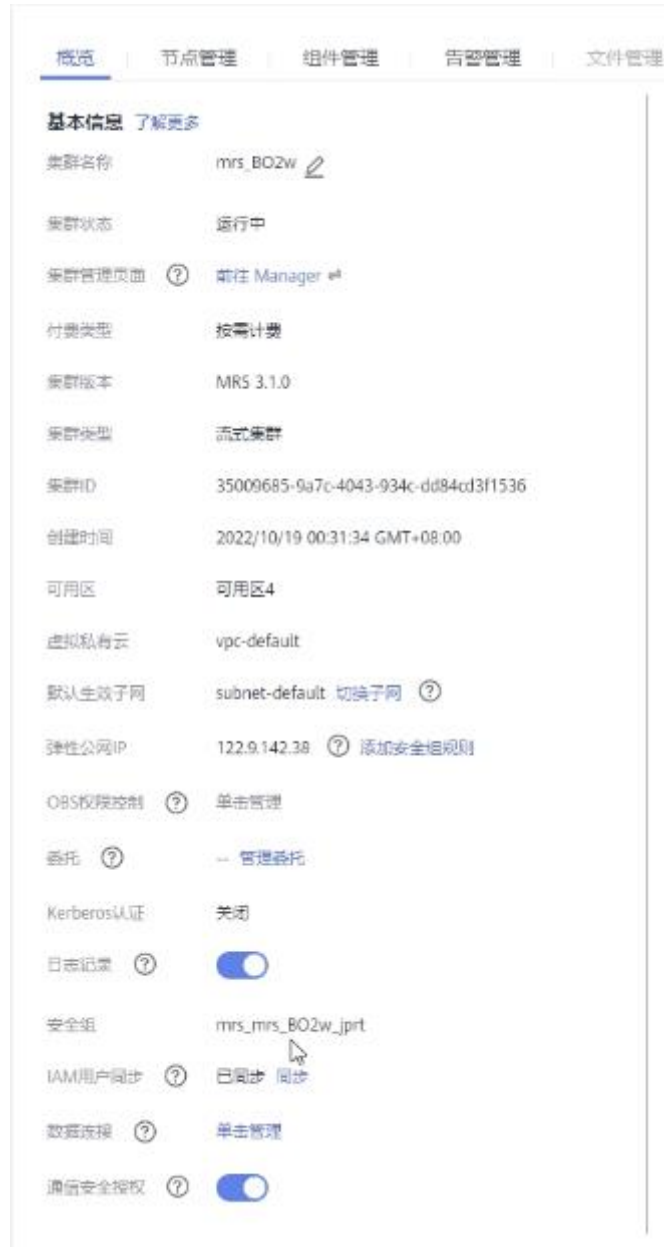 概览 节点管理 组件管理 告警管理 文件管理
基本信息 了解更多
集群名称 mrs_BO2w
集群状态 运行中
集群管理页面 前往 Manager
付费类型 按需计费
集群版本 MRS 3.1.0
集群类型 流式集群
集群ID 35009685-9a7c-4043-934c-dd84cd3f1536
创建时间 2022/10/19 00:31:34 GMT+08:00
可用区 可用区4
虚拟私有云 vpc-default
默认生效子网 subnet-default 切换子网
弹性公网IP 122.9.142.38 添加安全组规则
OBS权限控制 单击管理
委托 -- 管理委托
Kerberos认证 关闭
日志记录
安全组 mrs_mrs_BO2w_jprt
IAM用户同步 已同步 同步
数据连接 单击管理
通信安全授权